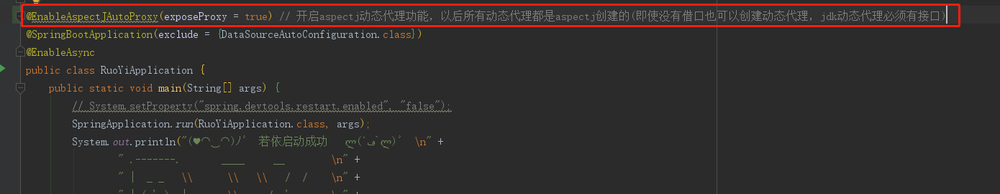 @EnableAspectJAutoProxy(exposeProxy = true) // 开启aspectj动态代理功能，以后所有动态代理都是aspectj创建的(即使没有借口也可以创建动态代理，jdk动态代理必须有接口)
@SpringBootApplication(exclude = {DataSourceAutoConfiguration.class})
@EnableAsync
public class RuoYiApplication {
public static void main(String[] args) {
// System.setProperty("spring.devtools.restart.enabled", "false");
SpringApplication.run(RuoYiApplication.class, args);
System.out.println("(♥◠‿◠)ﾉﾞ  若依启动成功   ლ(´ڡ`ლ)ﾞ  \n" +
" .-------.       ____     __        \n" +
" |  _ _   \\      \\   \\   /  /    \n" +